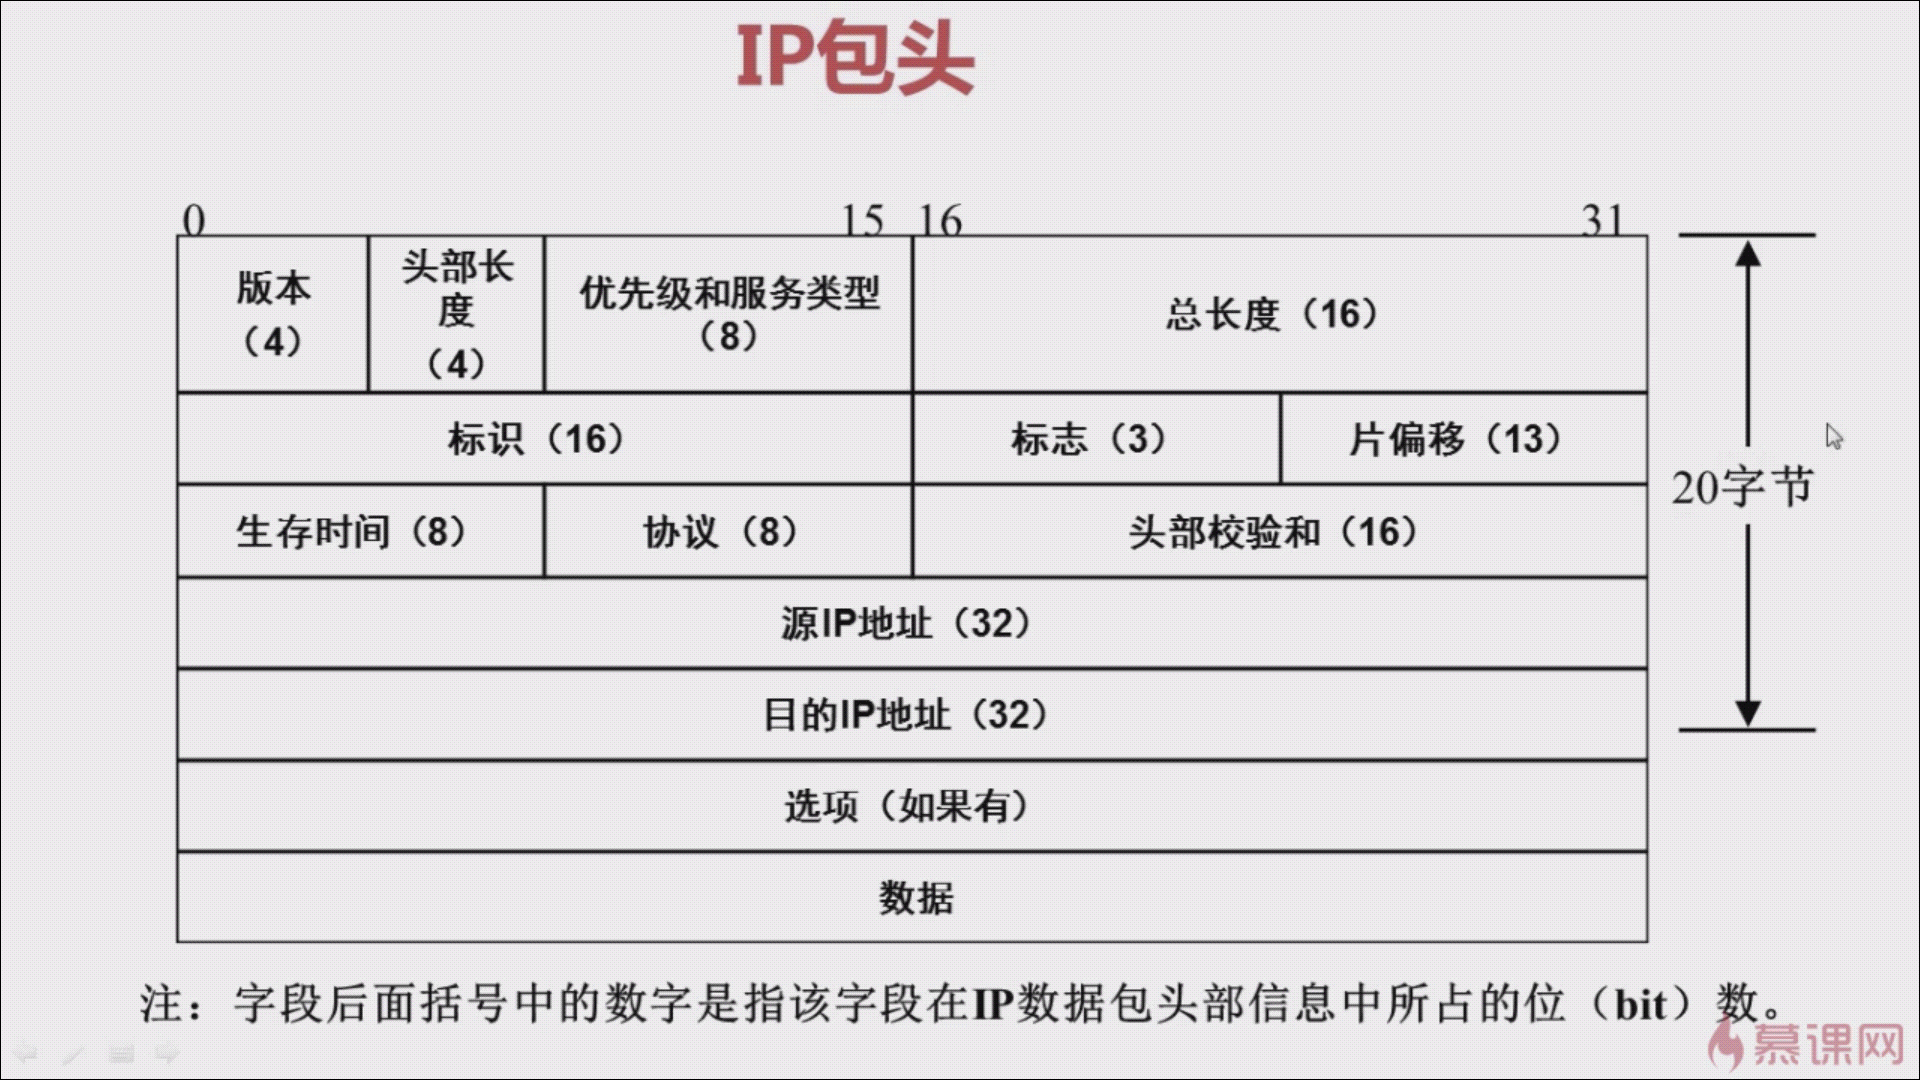 IP包头
0 15 16 31
版本
（4）
头部长
度
（4）
优先级和服务类型
（8）
总长度（16）
标识（16）
标志（3）
片偏移（13）
20字节
生存时间（8）
协议（8）
头部校验和（16）
源IP地址（32）
目的IP地址（32）
选项（如果有）
数据
注：字段后面括号中的数字是指该字段在IP数据包头部信息中所占的位（bit）数。
慕课网